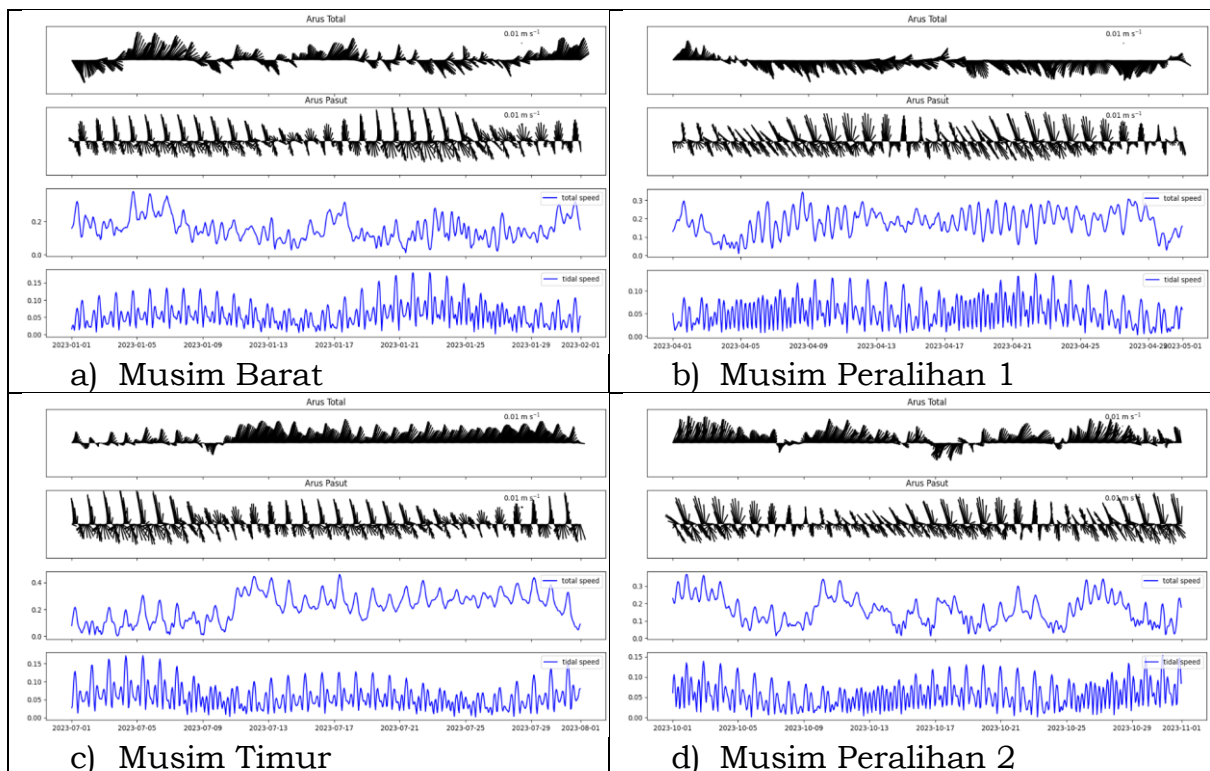 Arus Total
0.01 m s⁻¹
Arus Pasut
0.01 m s⁻¹
total speed
0.2
0.0
tidal speed
0.15
0.10
0.05
0.00
2023-01-01 2023-01-05 2023-01-09 2023-01-13 2023-01-17 2023-01-21 2023-01-25 2023-01-29 2023-02-01
a) Musim Barat
Arus Total
0.01 m s⁻¹
Arus Pasut
0.01 m s⁻¹
total speed
0.3
0.2
0.1
0.0
tidal speed
0.15
0.10
0.05
0.00
2023-04-01 2023-04-05 2023-04-09 2023-04-13 2023-04-17 2023-04-21 2023-04-25 2023-04-29 2023-05-01
b) Musim Peralihan 1
Arus Total
0.01 m s⁻¹
Arus Pasut
0.01 m s⁻¹
total speed
0.4
0.2
0.0
tidal speed
0.15
0.10
0.05
0.00
2023-07-01 2023-07-05 2023-07-09 2023-07-13 2023-07-17 2023-07-21 2023-07-25 2023-07-29 2023-08-01
c) Musim Timur
Arus Total
0.01 m s⁻¹
Arus Pasut
0.01 m s⁻¹
total speed
0.3
0.2
0.1
0.0
tidal speed
0.15
0.10
0.05
0.00
2023-10-01 2023-10-05 2023-10-09 2023-10-13 2023-10-17 2023-10-21 2023-10-25 2023-10-29 2023-11-01
d) Musim Peralihan 2